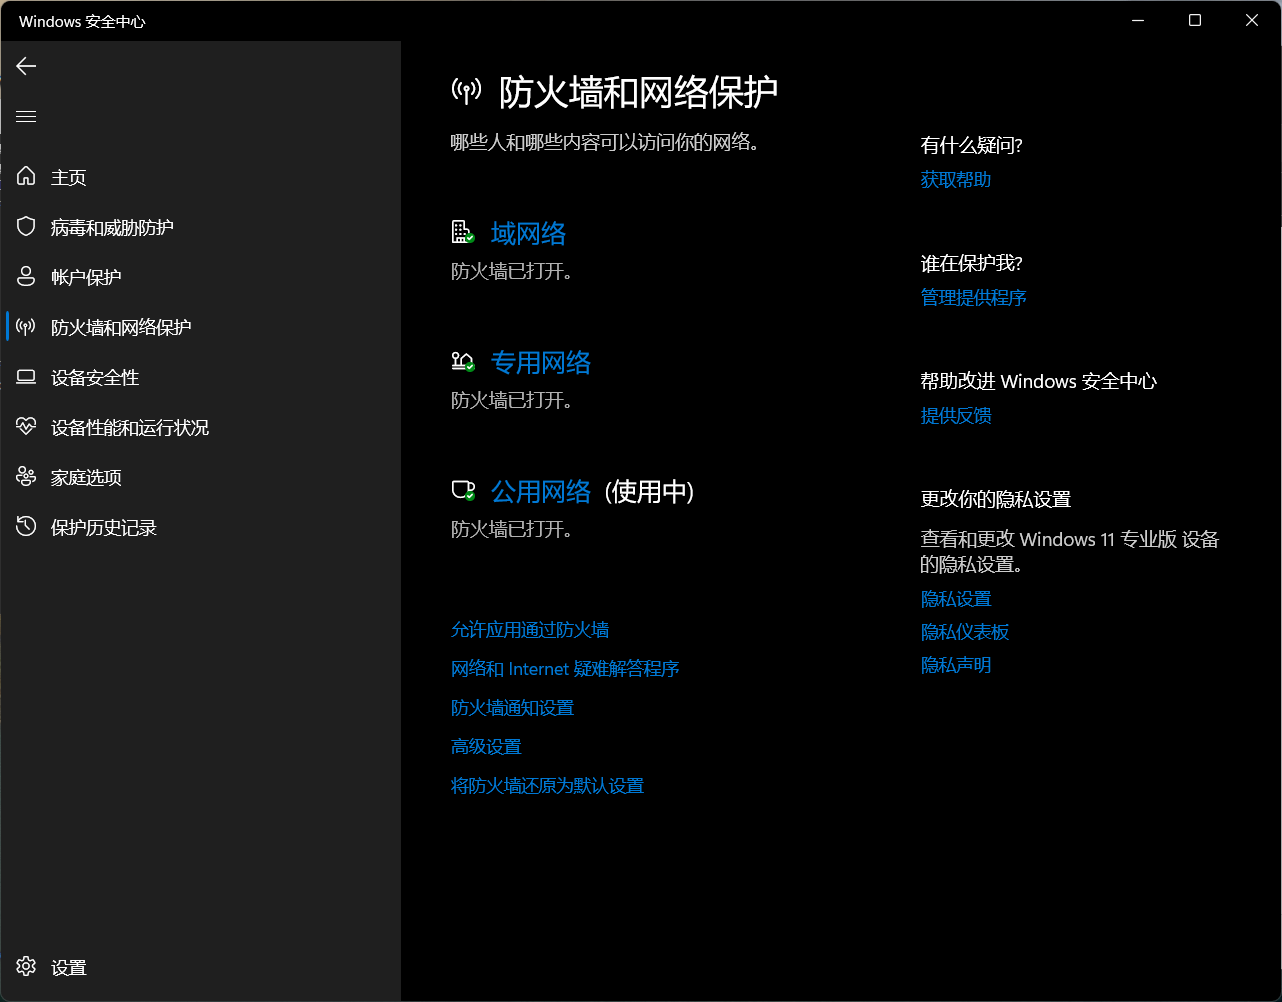 Windows 安全中心
主页
病毒和威胁防护
帐户保护
防火墙和网络保护
设备安全性
设备性能和运行状况
家庭选项
保护历史记录
设置
防火墙和网络保护
哪些人和哪些内容可以访问你的网络。
域网络
防火墙已打开。
专用网络
防火墙已打开。
公用网络 (使用中)
防火墙已打开。
允许应用通过防火墙
网络和 Internet 疑难解答程序
防火墙通知设置
高级设置
将防火墙还原为默认设置
有什么疑问?
获取帮助
谁在保护我?
管理提供程序
帮助改进 Windows 安全中心
提供反馈
更改你的隐私设置
查看和更改 Windows 11 专业版 设备
的隐私设置。
隐私设置
隐私仪表板
隐私声明